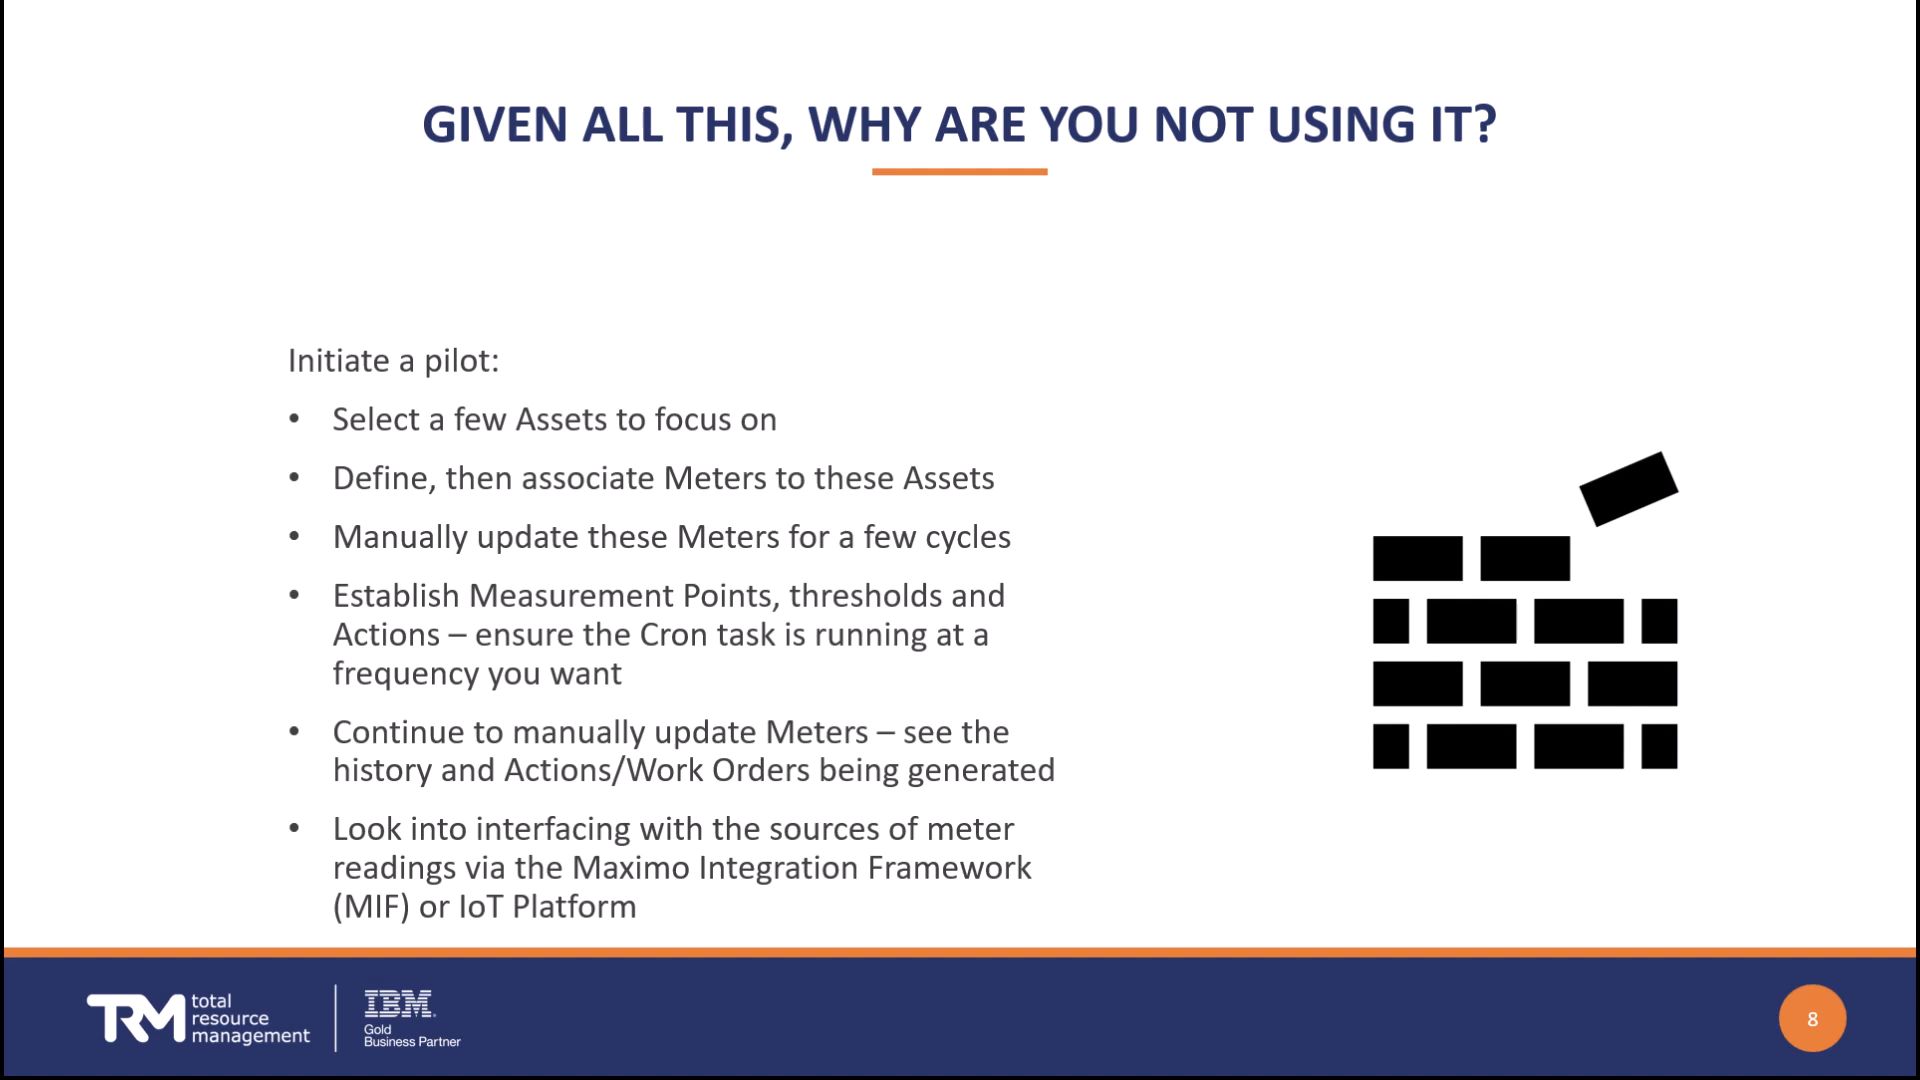 GIVEN ALL THIS, WHY ARE YOU NOT USING IT?
Initiate a pilot:
• Select a few Assets to focus on
• Define, then associate Meters to these Assets
• Manually update these Meters for a few cycles
• Establish Measurement Points, thresholds and
Actions – ensure the Cron task is running at a
frequency you want
• Continue to manually update Meters – see the
history and Actions/Work Orders being generated
• Look into interfacing with the sources of meter
readings via the Maximo Integration Framework
(MIF) or IoT Platform
TRM total
resource
management
IBM
Gold
Business Partner
8